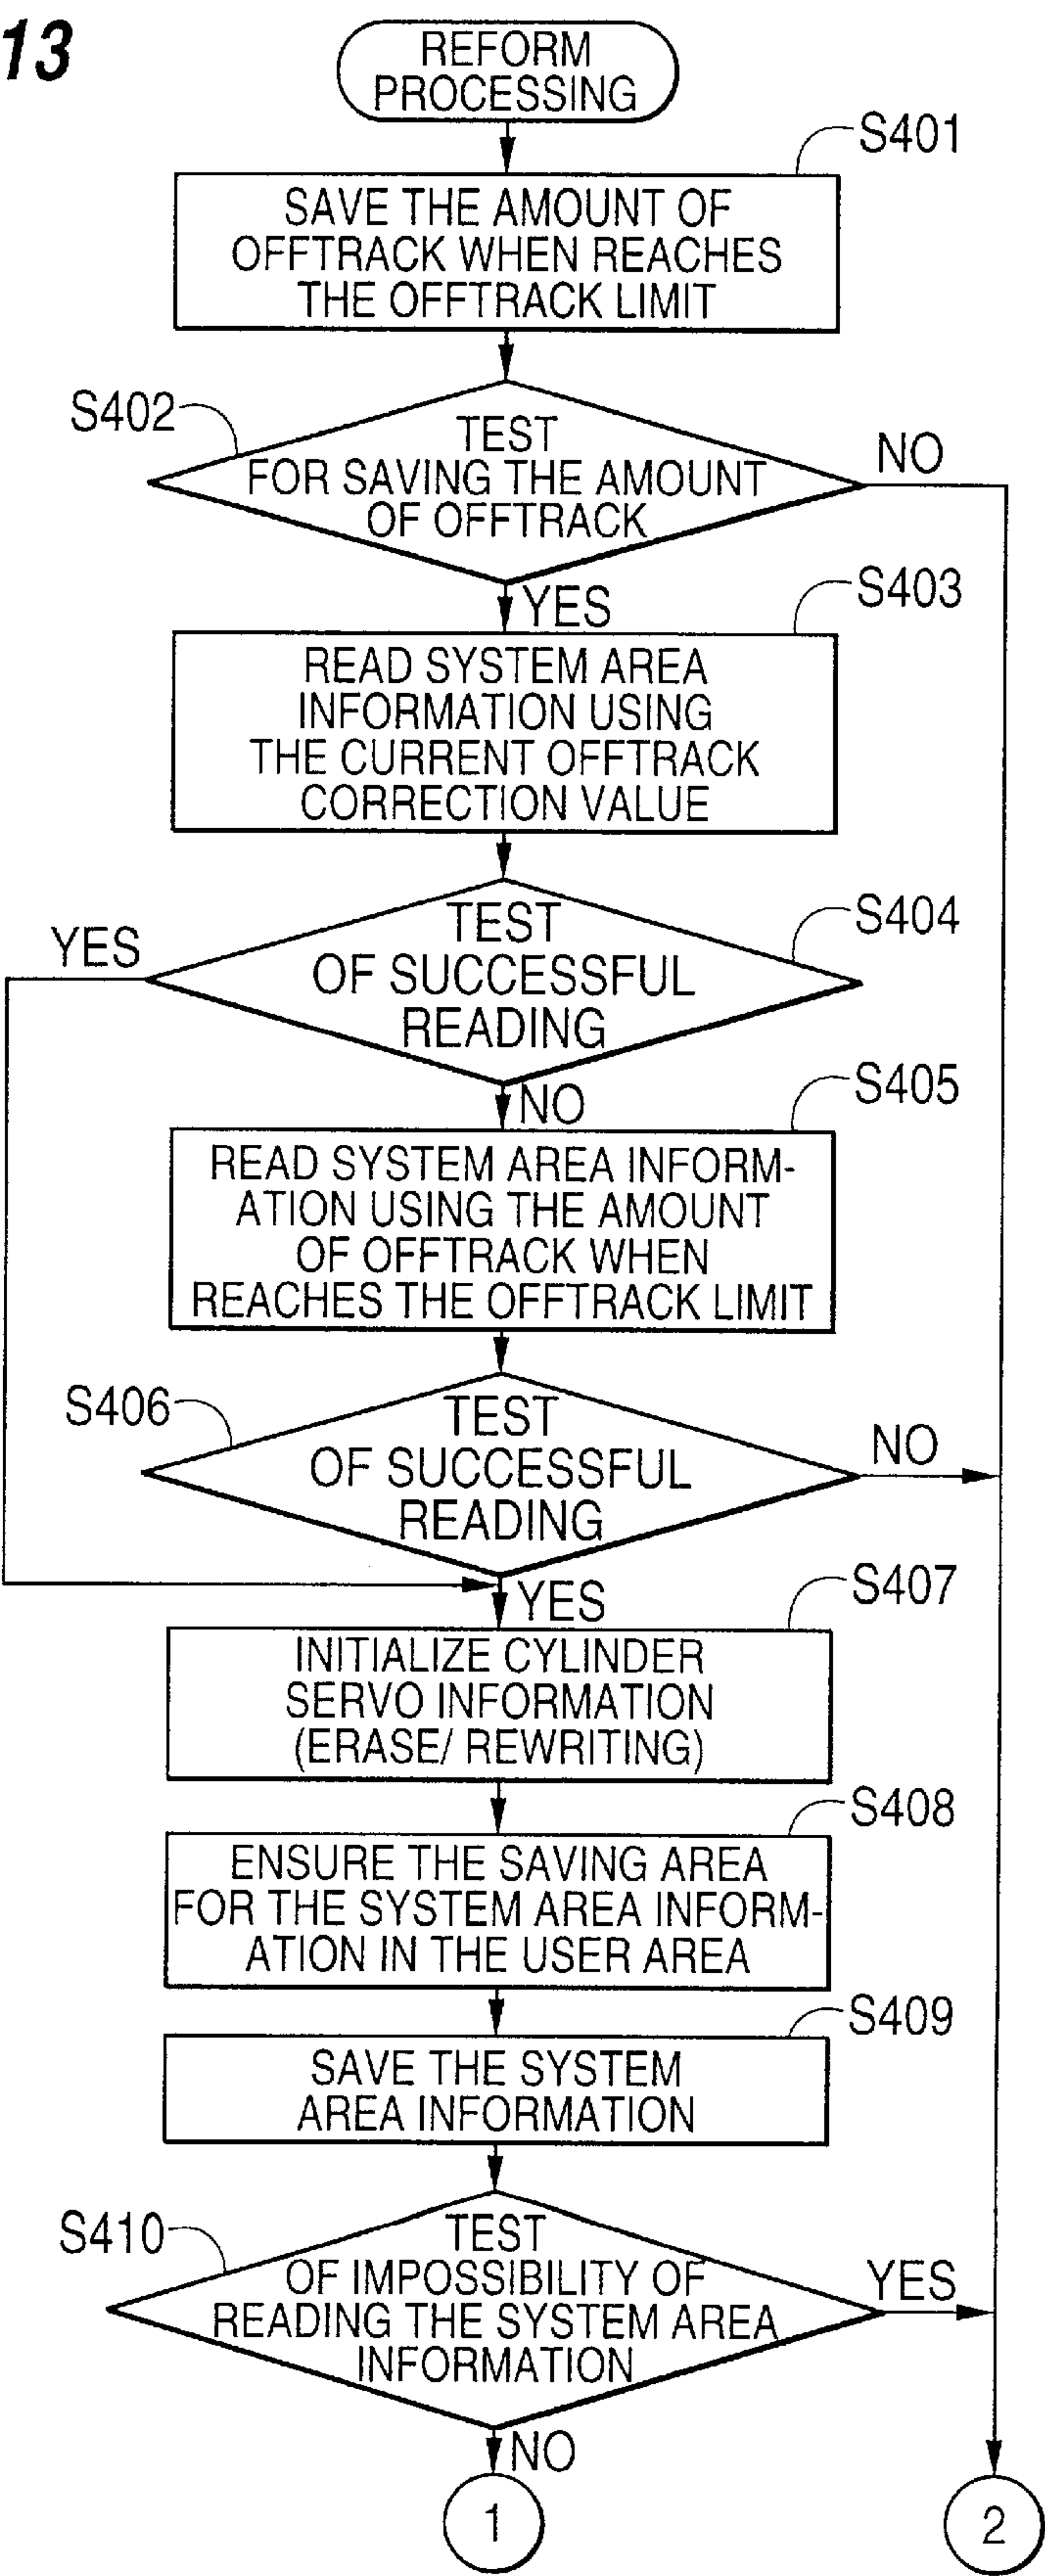 13
REFORM
PROCESSING
S401
SAVE THE AMOUNT OF
OFFTRACK WHEN REACHES
THE OFFTRACK LIMIT
S402
TEST
FOR SAVING THE AMOUNT
OF OFFTRACK
NO
YES
S403
READ SYSTEM AREA
INFORMATION USING
THE CURRENT OFFTRACK
CORRECTION VALUE
S404
TEST
OF SUCCESSFUL
READING
YES
NO
S405
READ SYSTEM AREA INFORM-
ATION USING THE AMOUNT
OF OFFTRACK WHEN
REACHES THE OFFTRACK LIMIT
S406
TEST
OF SUCCESSFUL
READING
NO
YES
S407
INITIALIZE CYLINDER
SERVO INFORMATION
(ERASE/ REWRITING)
S408
ENSURE THE SAVING AREA
FOR THE SYSTEM AREA INFORM-
ATION IN THE USER AREA
S409
SAVE THE SYSTEM
AREA INFORMATION
S410
TEST
OF IMPOSSIBILITY OF
READING THE SYSTEM AREA
INFORMATION
YES
NO
1
2